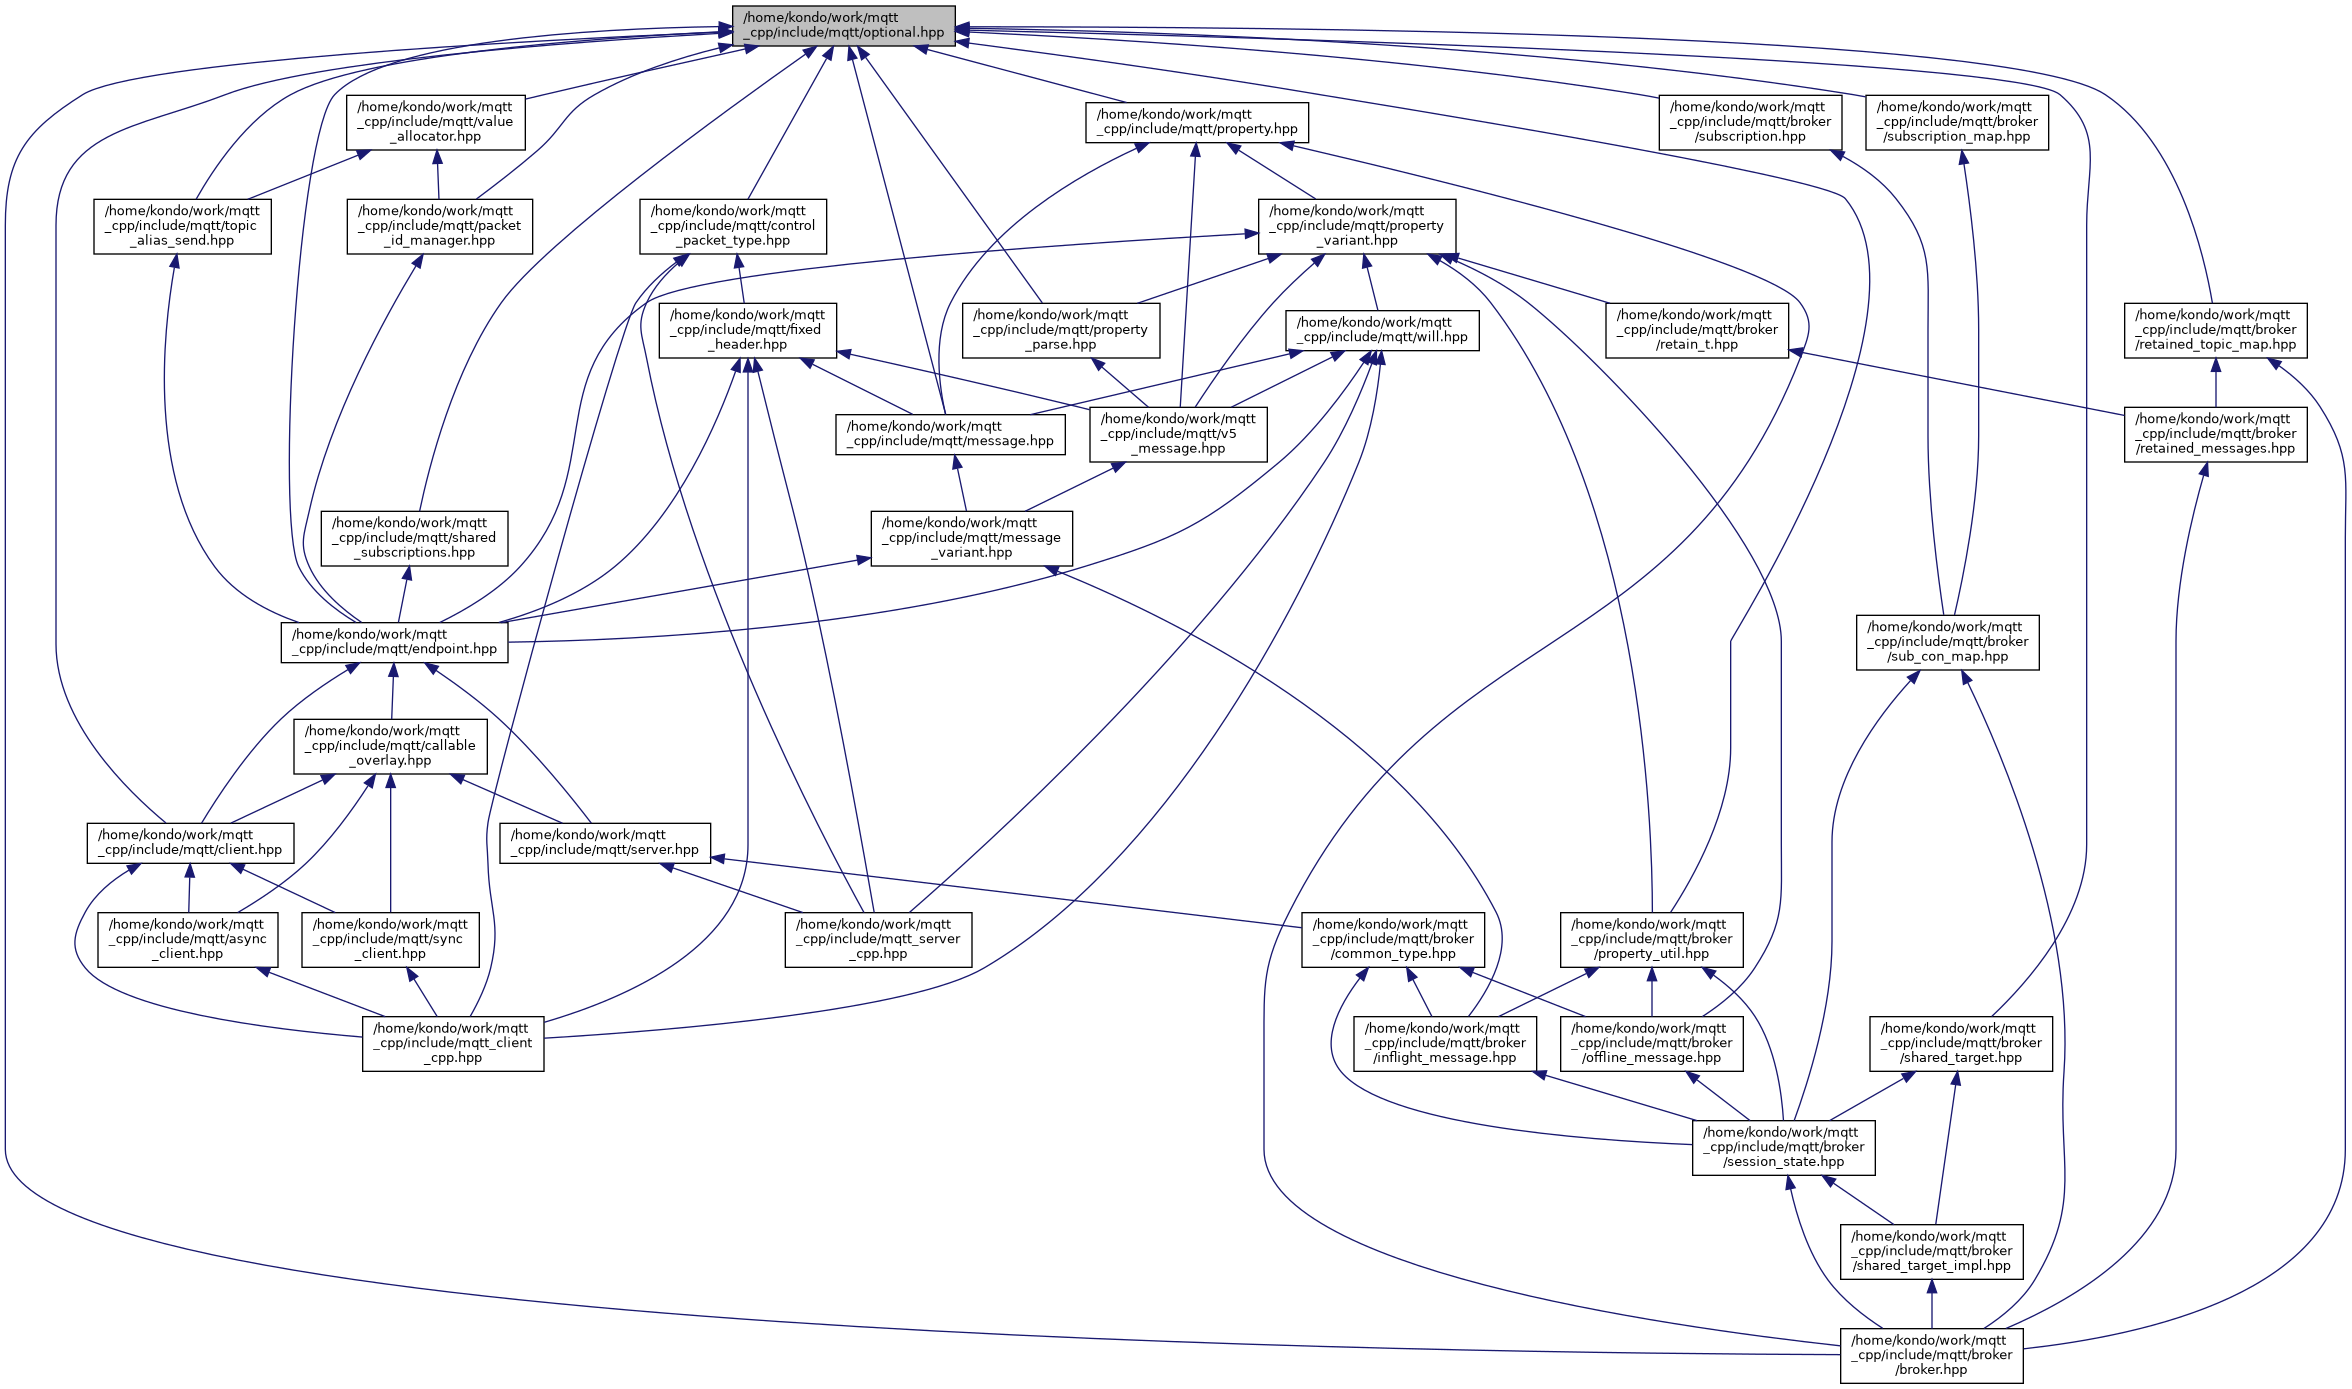 /home/kondo/work/mqtt
_cpp/include/mqtt/optional.hpp
/home/kondo/work/mqtt
_cpp/include/mqtt/value
_allocator.hpp
/home/kondo/work/mqtt
_cpp/include/mqtt/property.hpp
/home/kondo/work/mqtt
_cpp/include/mqtt/broker
/subscription.hpp
/home/kondo/work/mqtt
_cpp/include/mqtt/broker
/subscription_map.hpp
/home/kondo/work/mqtt
_cpp/include/mqtt/topic
_alias_send.hpp
/home/kondo/work/mqtt
_cpp/include/mqtt/packet
_id_manager.hpp
/home/kondo/work/mqtt
_cpp/include/mqtt/control
_packet_type.hpp
/home/kondo/work/mqtt
_cpp/include/mqtt/property
_variant.hpp
/home/kondo/work/mqtt
_cpp/include/mqtt/fixed
_header.hpp
/home/kondo/work/mqtt
_cpp/include/mqtt/property
_parse.hpp
/home/kondo/work/mqtt
_cpp/include/mqtt/will.hpp
/home/kondo/work/mqtt
_cpp/include/mqtt/broker
/retain_t.hpp
/home/kondo/work/mqtt
_cpp/include/mqtt/broker
/retained_topic_map.hpp
/home/kondo/work/mqtt
_cpp/include/mqtt/message.hpp
/home/kondo/work/mqtt
_cpp/include/mqtt/v5
_message.hpp
/home/kondo/work/mqtt
_cpp/include/mqtt/broker
/retained_messages.hpp
/home/kondo/work/mqtt
_cpp/include/mqtt/shared
_subscriptions.hpp
/home/kondo/work/mqtt
_cpp/include/mqtt/message
_variant.hpp
/home/kondo/work/mqtt
_cpp/include/mqtt/endpoint.hpp
/home/kondo/work/mqtt
_cpp/include/mqtt/broker
/sub_con_map.hpp
/home/kondo/work/mqtt
_cpp/include/mqtt/callable
_overlay.hpp
/home/kondo/work/mqtt
_cpp/include/mqtt/client.hpp
/home/kondo/work/mqtt
_cpp/include/mqtt/server.hpp
/home/kondo/work/mqtt
_cpp/include/mqtt/async
_client.hpp
/home/kondo/work/mqtt
_cpp/include/mqtt/sync
_client.hpp
/home/kondo/work/mqtt
_cpp/include/mqtt_server
_cpp.hpp
/home/kondo/work/mqtt
_cpp/include/mqtt/broker
/common_type.hpp
/home/kondo/work/mqtt
_cpp/include/mqtt/broker
/property_util.hpp
/home/kondo/work/mqtt
_cpp/include/mqtt_client
_cpp.hpp
/home/kondo/work/mqtt
_cpp/include/mqtt/broker
/inflight_message.hpp
/home/kondo/work/mqtt
_cpp/include/mqtt/broker
/offline_message.hpp
/home/kondo/work/mqtt
_cpp/include/mqtt/broker
/shared_target.hpp
/home/kondo/work/mqtt
_cpp/include/mqtt/broker
/session_state.hpp
/home/kondo/work/mqtt
_cpp/include/mqtt/broker
/shared_target_impl.hpp
/home/kondo/work/mqtt
_cpp/include/mqtt/broker
/broker.hpp